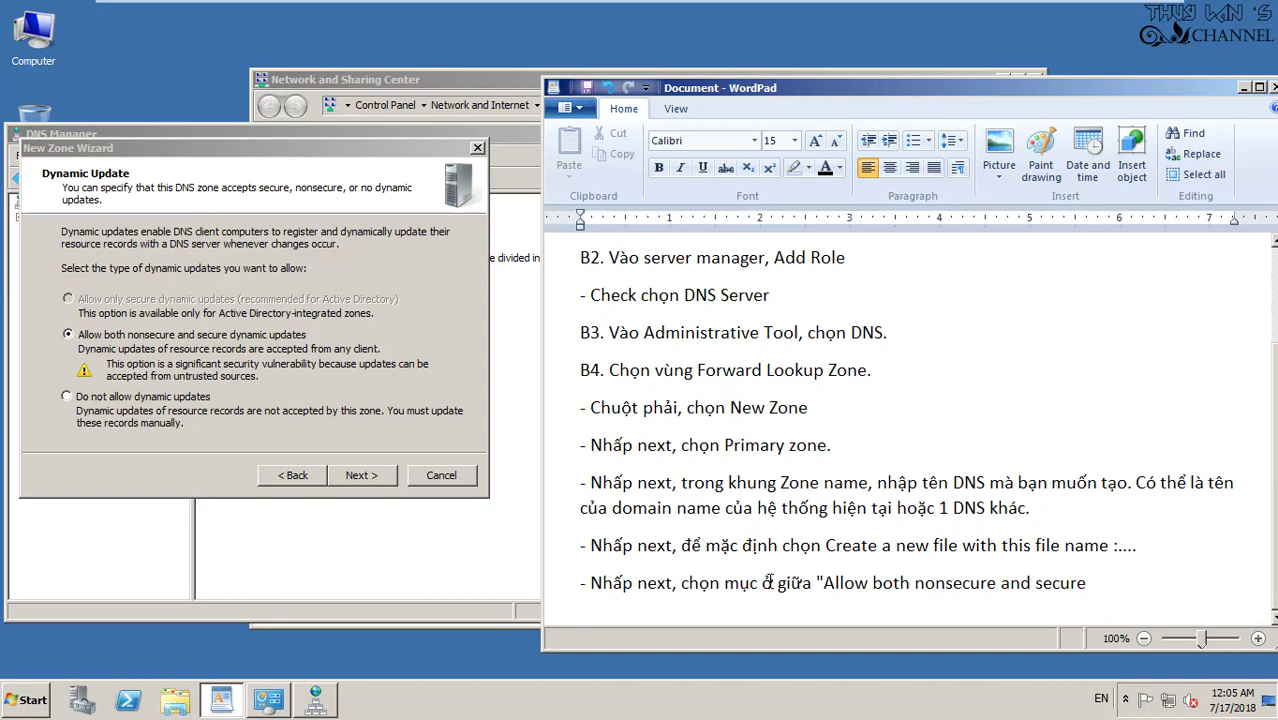 THUY WIN 'S
CHANNEL
Computer
Network and Sharing Center
Control Panel
Network and Internet
DNS Manager
New Zone Wizard
Dynamic Update
You can specify that this DNS zone accepts secure, nonsecure, or no dynamic
updates.
Dynamic updates enable DNS client computers to register and dynamically update their
resource records with a DNS server whenever changes occur.
Select the type of dynamic updates you want to allow:
Allow only secure dynamic updates (recommended for Active Directory)
This option is available only for Active Directory-integrated zones.
Allow both nonsecure and secure dynamic updates
Dynamic updates of resource records are accepted from any client.
This option is a significant security vulnerability because updates can be
accepted from untrusted sources.
Do not allow dynamic updates
Dynamic updates of resource records are not accepted by this zone. You must update
these records manually.
< Back
Next >
Cancel
be divided in
Document - WordPad
Home
View
Paste
Cut
Copy
Clipboard
Calibri
15
B I U abc X₂ X²
Font
Paragraph
Picture
Paint
drawing
Date and
time
Insert
object
Insert
Find
Replace
Select all
Editing
1 2 3 4 5 6 7
B2. Vào server manager, Add Role
- Check chọn DNS Server
B3. Vào Administrative Tool, chọn DNS.
B4. Chọn vùng Forward Lookup Zone.
- Chuột phải, chọn New Zone
- Nhấp next, chọn Primary zone.
- Nhấp next, trong khung Zone name, nhập tên DNS mà bạn muốn tạo. Có thể là tên
của domain name của hệ thống hiện tại hoặc 1 DNS khác.
- Nhấp next, để mặc định chọn Create a new file with this file name :....
- Nhấp next, chọn mục ở giữa "Allow both nonsecure and secure
100%
Start
EN
12:05 AM
7/17/2018